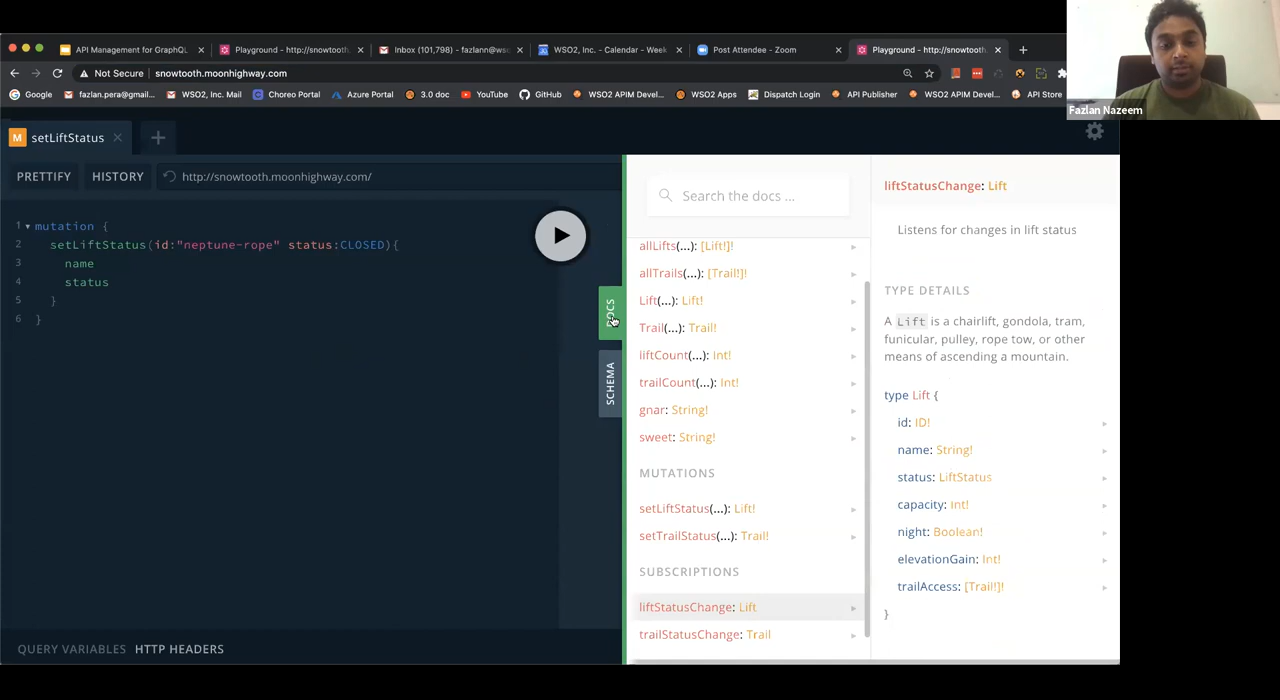 API Management for GraphQL
Playground - http://snowtooth
Inbox (101,798) - fazlann@ws
WSO2, Inc. - Calendar - Week
Post Attendee - Zoom
Playground - http://snowtooth
Not Secure | snowtooth.moonhighway.com
Google
fazlan.pera@gmail...
WSO2, Inc. Mail
Choreo Portal
Azure Portal
3.0 doc
YouTube
GitHub
WSO2 APIM Devel...
WSO2 Apps
Dispatch Login
API Publisher
WSO2 APIM Devel...
API Store
Fazlan Nazeem
M setLiftStatus
PRETTIFY
HISTORY
http://snowtooth.moonhighway.com/
1 mutation {
2 setLiftStatus(id:"neptune-rope" status:CLOSED){
3 name
4 status
5 }
6 }
DOCS
SCHEMA
QUERY VARIABLES
HTTP HEADERS
Search the docs ...
allLifts(...): [Lift!]!
allTrails(...): [Trail!]!
Lift(...): Lift!
Trail(...): Trail!
liftCount(...): Int!
trailCount(...): Int!
gnar: String!
sweet: String!
MUTATIONS
setLiftStatus(...): Lift!
setTrailStatus(...): Trail!
SUBSCRIPTIONS
liftStatusChange: Lift
trailStatusChange: Trail
liftStatusChange: Lift
Listens for changes in lift status
TYPE DETAILS
A Lift is a chairlift, gondola, tram,
funicular, pulley, rope tow, or other
means of ascending a mountain.
type Lift {
id: ID!
name: String!
status: LiftStatus
capacity: Int!
night: Boolean!
elevationGain: Int!
trailAccess: [Trail!]!
}